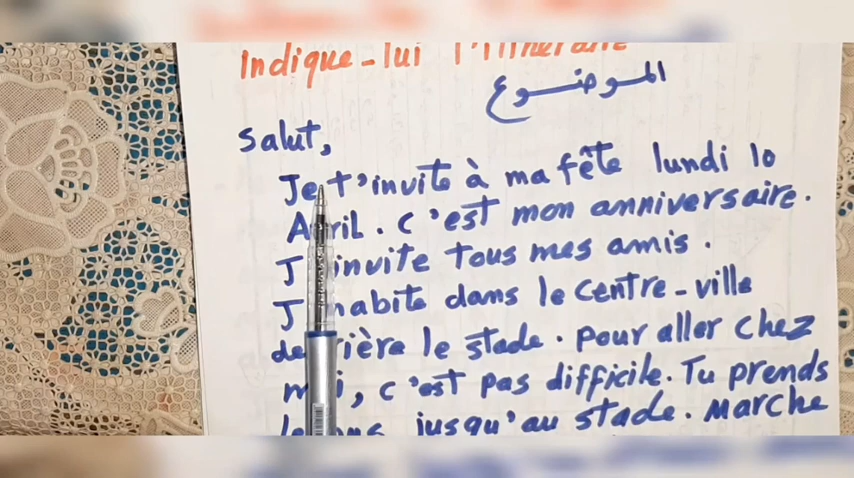 Indique-lui l'itinéraire
الموضوع
Salut,
Je t'invite à ma fête lundi 10
Avril. c'est mon anniversaire.
J'invite tous mes amis.
J'habite dans le centre-ville
derrière le stade. pour aller chez
moi, c'est pas difficile. Tu prends
jusqu'au stade. Marche